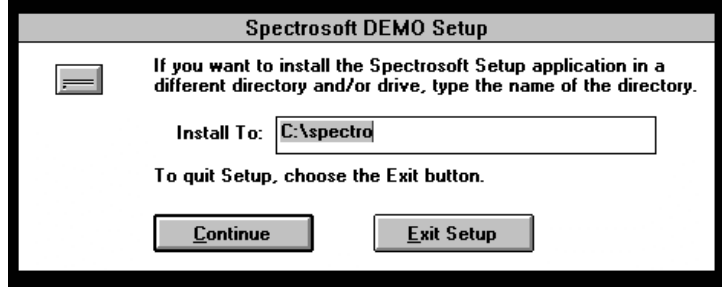 Spectrosoft DEMO Setup
If you want to install the Spectrosoft Setup application in a
different directory and/or drive, type the name of the directory.
Install To: C:\spectro
To quit Setup, choose the Exit button.
Continue Exit Setup